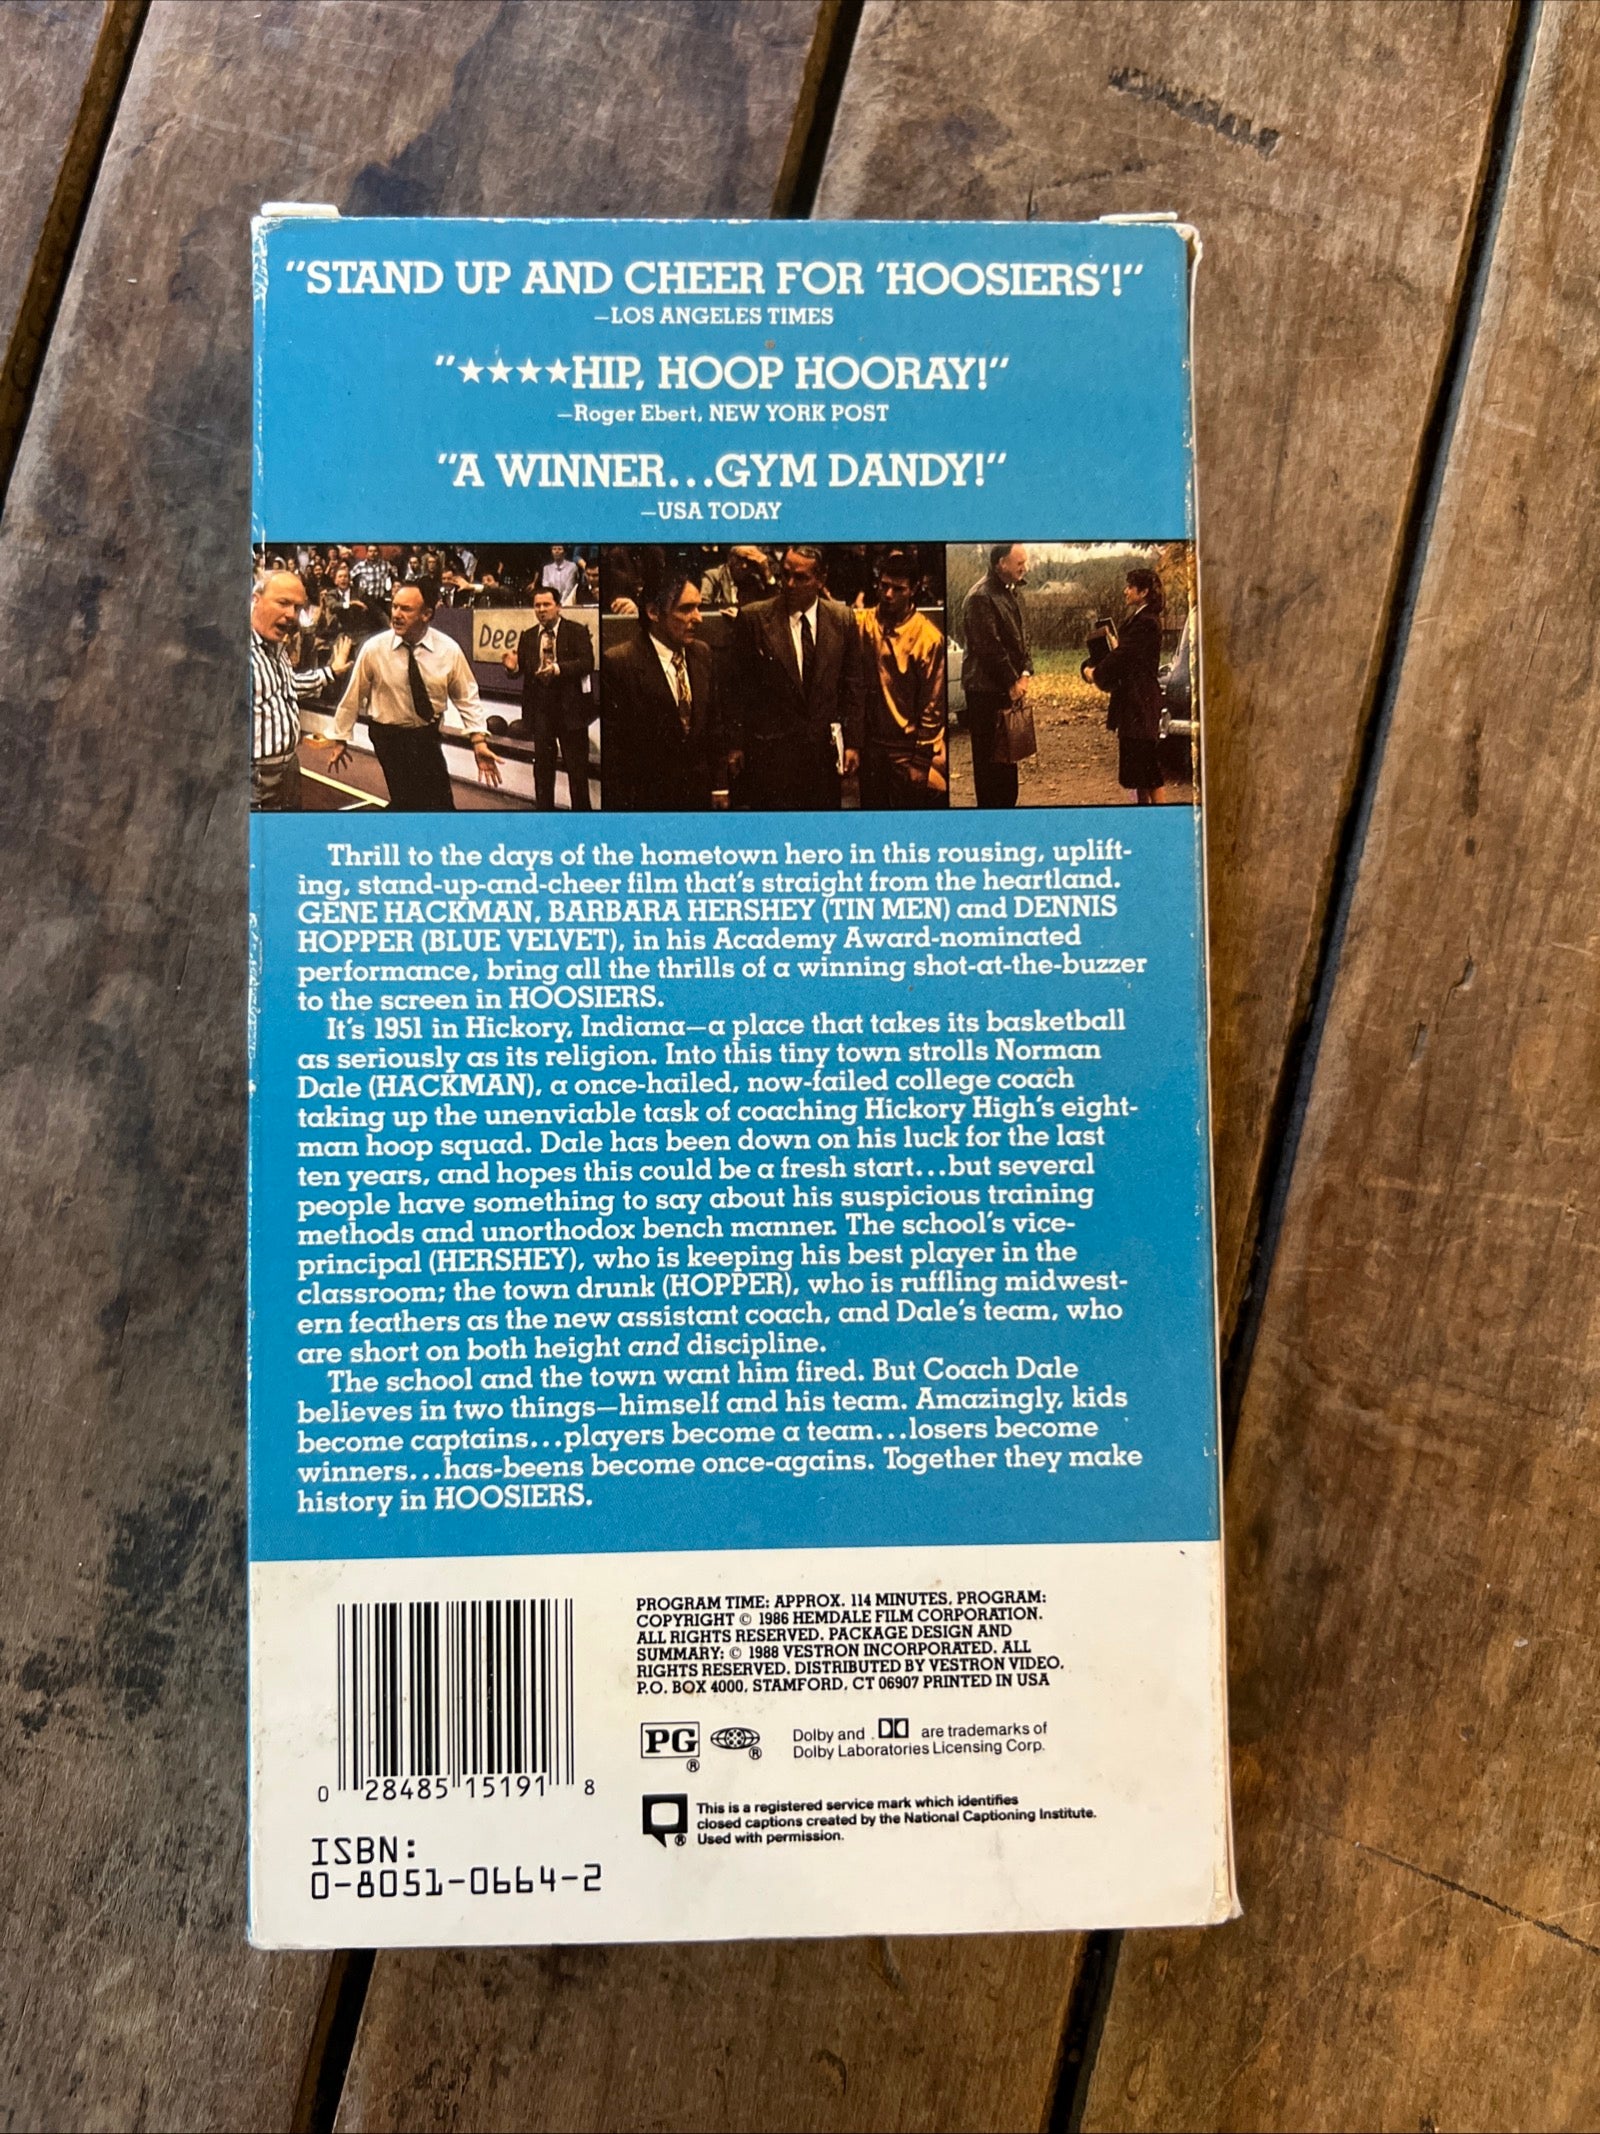 "STAND UP AND CHEER FOR 'HOOSIERS'!"
—LOS ANGELES TIMES
"★★★★HIP, HOOP HOORAY!"
—Roger Ebert, NEW YORK POST
"A WINNER...GYM DANDY!"
—USA TODAY
Dee
Thrill to the days of the hometown hero in this rousing, uplift-
ing, stand-up-and-cheer film that's straight from the heartland.
GENE HACKMAN, BARBARA HERSHEY (TIN MEN) and DENNIS
HOPPER (BLUE VELVET), in his Academy Award-nominated
performance, bring all the thrills of a winning shot-at-the-buzzer
to the screen in HOOSIERS.
It's 1951 in Hickory, Indiana—a place that takes its basketball
as seriously as its religion. Into this tiny town strolls Norman
Dale (HACKMAN), a once-hailed, now-failed college coach
taking up the unenviable task of coaching Hickory High's eight-
man hoop squad. Dale has been down on his luck for the last
ten years, and hopes this could be a fresh start...but several
people have something to say about his suspicious training
methods and unorthodox bench manner. The school's vice-
principal (HERSHEY), who is keeping his best player in the
classroom; the town drunk (HOPPER), who is ruffling midwest-
ern feathers as the new assistant coach, and Dale's team, who
are short on both height and discipline.
The school and the town want him fired. But Coach Dale
believes in two things—himself and his team. Amazingly, kids
become captains...players become a team...losers become
winners...has-beens become once-agains. Together they make
history in HOOSIERS.
PROGRAM TIME: APPROX. 114 MINUTES. PROGRAM:
COPYRIGHT © 1986 HEMDALE FILM CORPORATION.
ALL RIGHTS RESERVED. PACKAGE DESIGN AND
SUMMARY: © 1988 VESTRON INCORPORATED. ALL
RIGHTS RESERVED. DISTRIBUTED BY VESTRON VIDEO.
P.O. BOX 4000, STAMFORD, CT 06907 PRINTED IN USA
PG ® ®
Dolby and DD are trademarks of
Dolby Laboratories Licensing Corp.
® This is a registered service mark which identifies
closed captions created by the National Captioning Institute.
Used with permission.
0 28485 15191 8
ISBN:
0-8051-0664-2